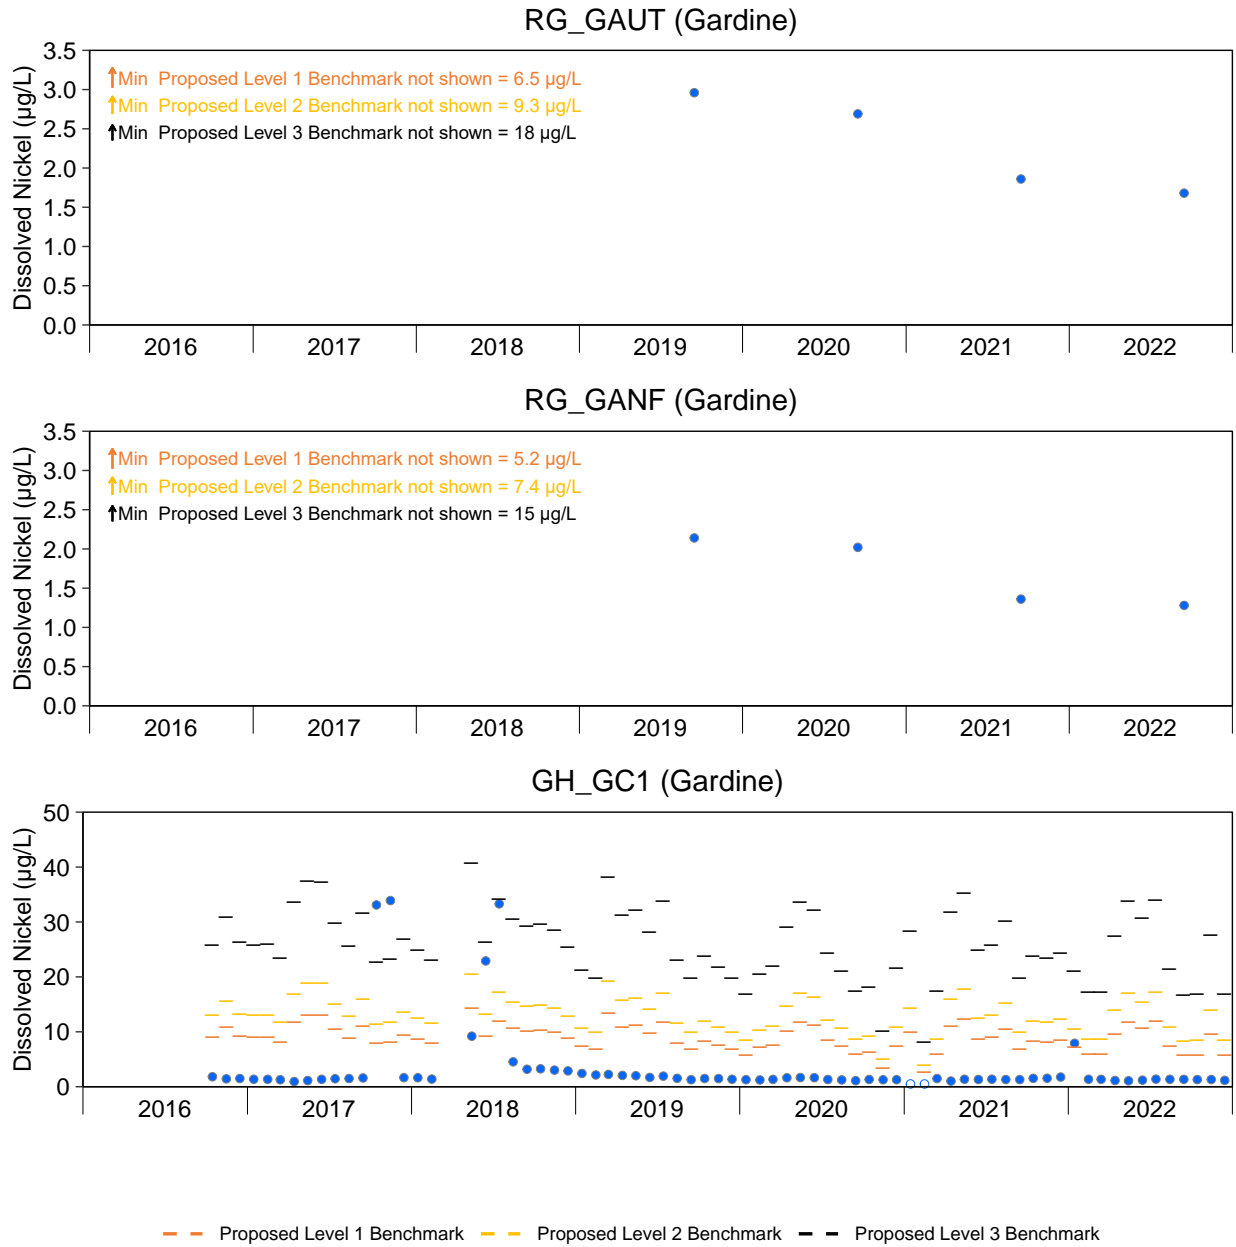 RG_GAUT (Gardine)
Dissolved Nickel (µg/L)
3.5
3.0
2.5
2.0
1.5
1.0
0.5
0.0
Min Proposed Level 1 Benchmark not shown = 6.5 µg/L
Min Proposed Level 2 Benchmark not shown = 9.3 µg/L
Min Proposed Level 3 Benchmark not shown = 18 µg/L
2016 2017 2018 2019 2020 2021 2022
RG_GANF (Gardine)
Dissolved Nickel (µg/L)
3.5
3.0
2.5
2.0
1.5
1.0
0.5
0.0
Min Proposed Level 1 Benchmark not shown = 5.2 µg/L
Min Proposed Level 2 Benchmark not shown = 7.4 µg/L
Min Proposed Level 3 Benchmark not shown = 15 µg/L
2016 2017 2018 2019 2020 2021 2022
GH_GC1 (Gardine)
Dissolved Nickel (µg/L)
50
40
30
20
10
0
2016 2017 2018 2019 2020 2021 2022
Proposed Level 1 Benchmark Proposed Level 2 Benchmark Proposed Level 3 Benchmark